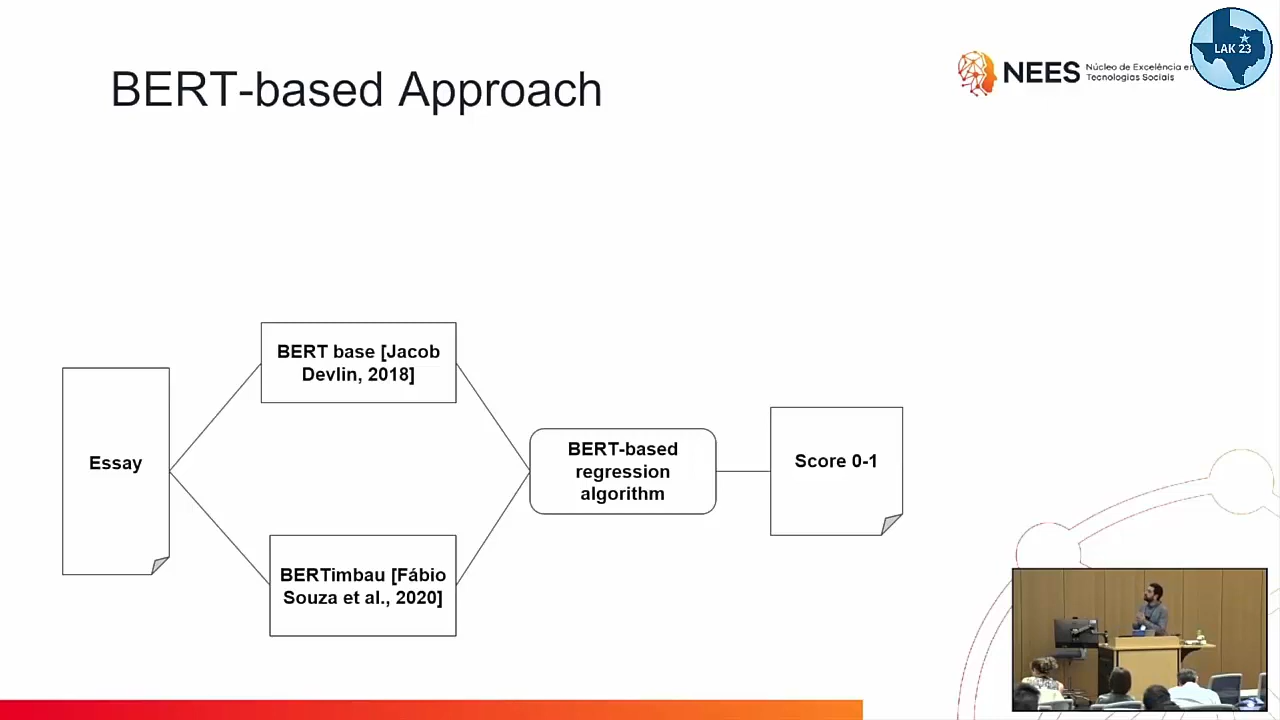 BERT-based Approach
NEES
Núcleo de Excelência em
Tecnologias Sociais
LAK 23
BERT base [Jacob
Devlin, 2018]
Essay
BERT-based
regression
algorithm
Score 0-1
BERTimbau [Fábio
Souza et al., 2020]